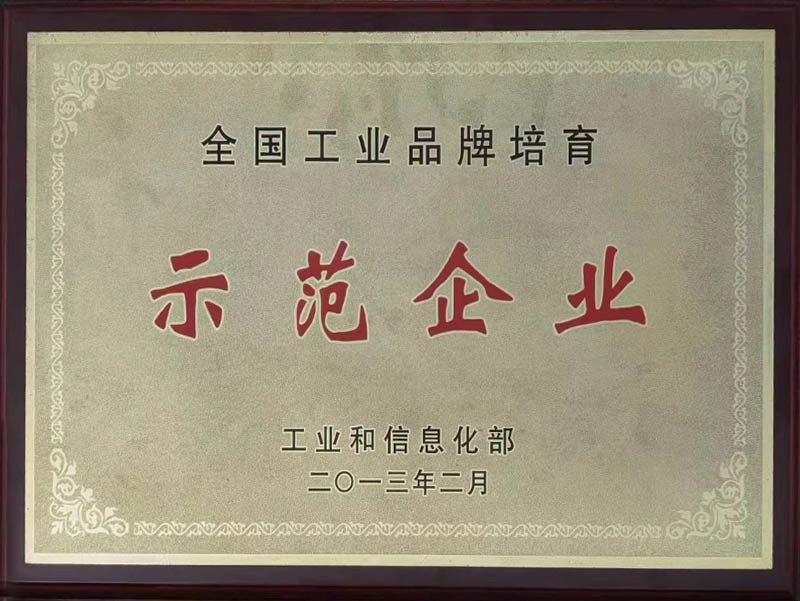 全国工业品牌培育
示范企业
工业和信息化部
二〇一三年二月